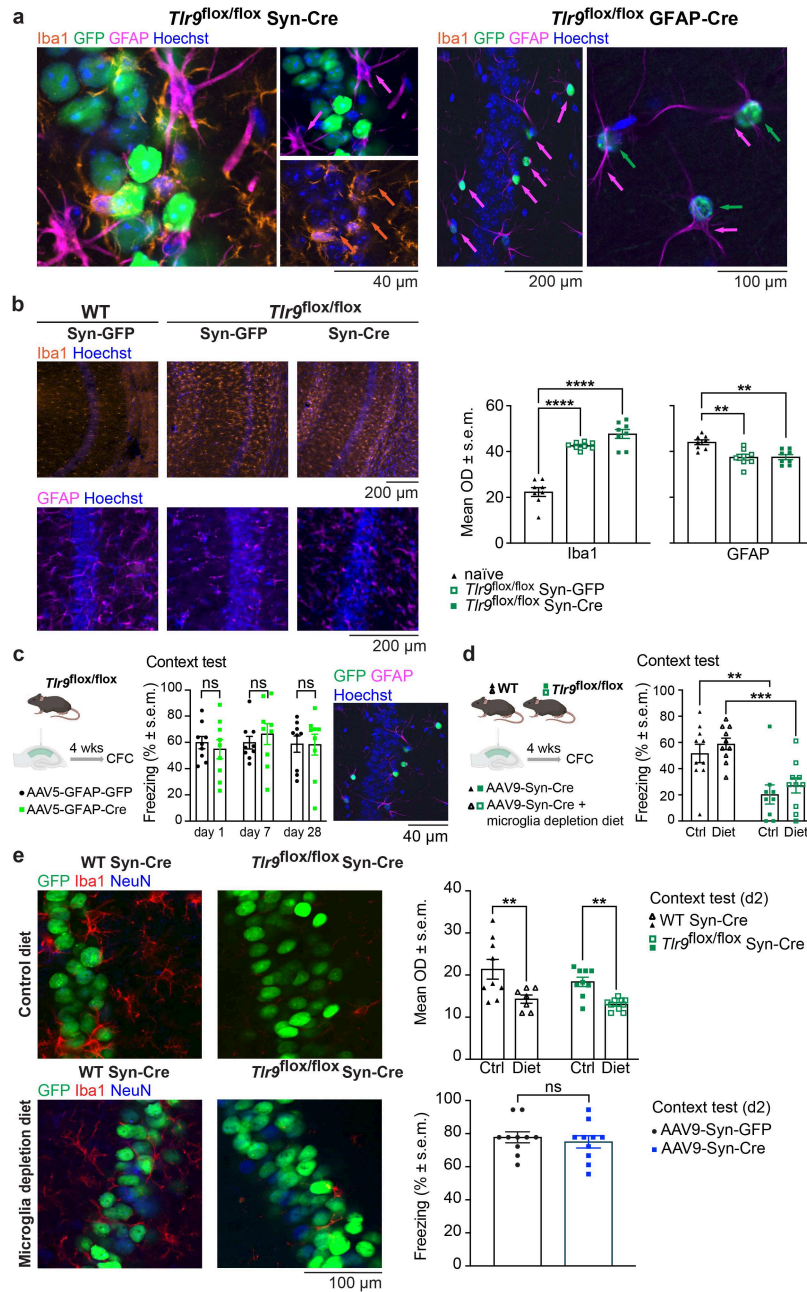 a
Tlr9flox/flox Syn-Cre
Iba1 GFP GFAP Hoechst
40 µm
Tlr9flox/flox GFAP-Cre
Iba1 GFP GFAP Hoechst
200 µm
100 µm
b
WT
Tlr9flox/flox
Syn-GFP
Syn-GFP
Syn-Cre
Iba1 Hoechst
200 µm
GFAP Hoechst
200 µm
Mean OD ± s.e.m.
60
40
20
0
****
****
**
**
Iba1
GFAP
naïve
Tlr9flox/flox Syn-GFP
Tlr9flox/flox Syn-Cre
c
Context test
Tlr9flox/flox
4 wks
CFC
AAV5-GFAP-GFP
AAV5-GFAP-Cre
Freezing (% ± s.e.m.)
100
80
60
40
20
0
ns
ns
ns
day 1
day 7
day 28
GFP GFAP
Hoechst
40 µm
d
Context test
WT
Tlr9flox/flox
4 wks
CFC
AAV9-Syn-Cre
AAV9-Syn-Cre +
microglia depletion diet
Freezing (% ± s.e.m.)
100
80
60
40
20
0
**
***
Ctrl Diet
Ctrl Diet
e
WT Syn-Cre
Tlr9flox/flox Syn-Cre
GFP Iba1 NeuN
Control diet
WT Syn-Cre
Tlr9flox/flox Syn-Cre
GFP Iba1 NeuN
Microglia depletion diet
100 µm
Mean OD ± s.e.m.
40
30
20
10
0
**
**
Ctrl Diet
Ctrl Diet
Context test (d2)
WT Syn-Cre
Tlr9flox/flox Syn-Cre
Freezing (% ± s.e.m.)
100
80
60
40
20
0
ns
Context test (d2)
AAV9-Syn-GFP
AAV9-Syn-Cre